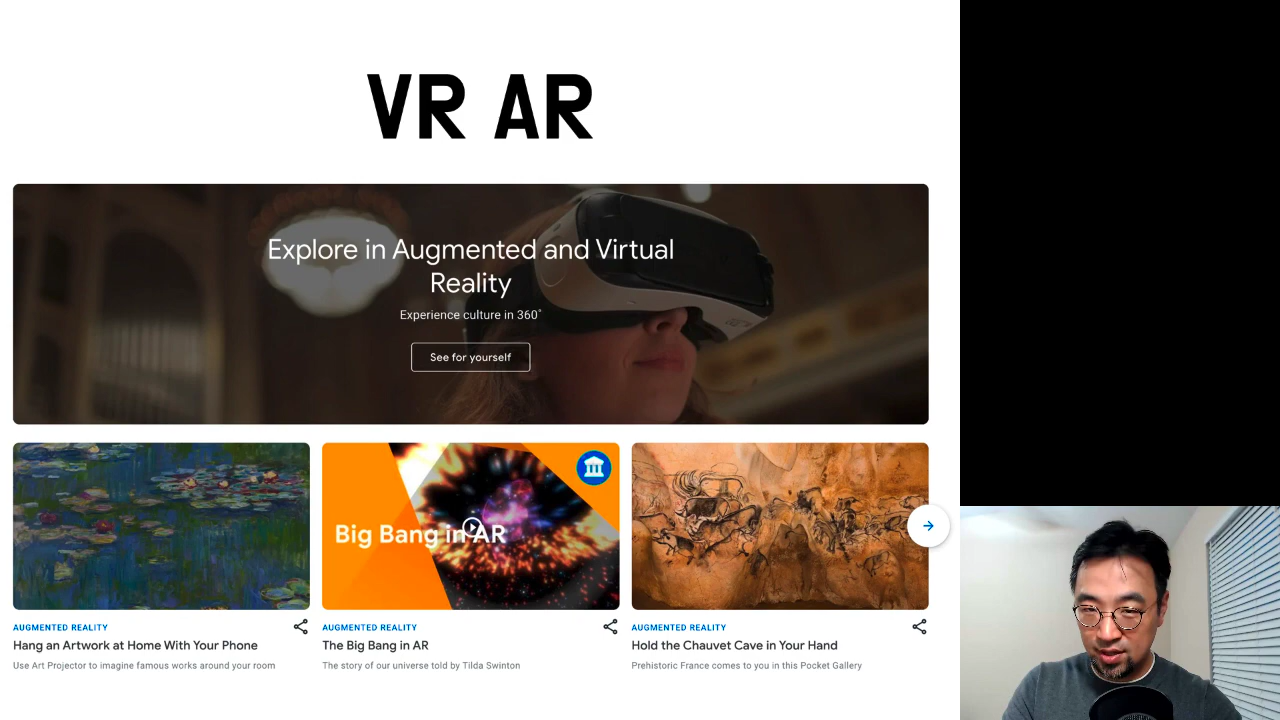 VR AR
Explore in Augmented and Virtual
Reality
Experience culture in 360°
See for yourself
Big Bang in AR
AUGMENTED REALITY
Hang an Artwork at Home With Your Phone
Use Art Projector to imagine famous works around your room
AUGMENTED REALITY
The Big Bang in AR
The story of our universe told by Tilda Swinton
AUGMENTED REALITY
Hold the Chauvet Cave in Your Hand
Prehistoric France comes to you in this Pocket Gallery